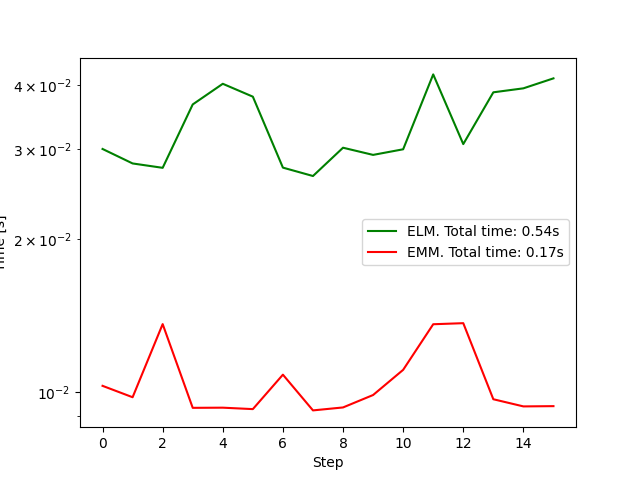 4 × 10⁻²
3 × 10⁻²
2 × 10⁻²
10⁻²
Time [s]
ELM. Total time: 0.54s
EMM. Total time: 0.17s
0 2 4 6 8 10 12 14
Step